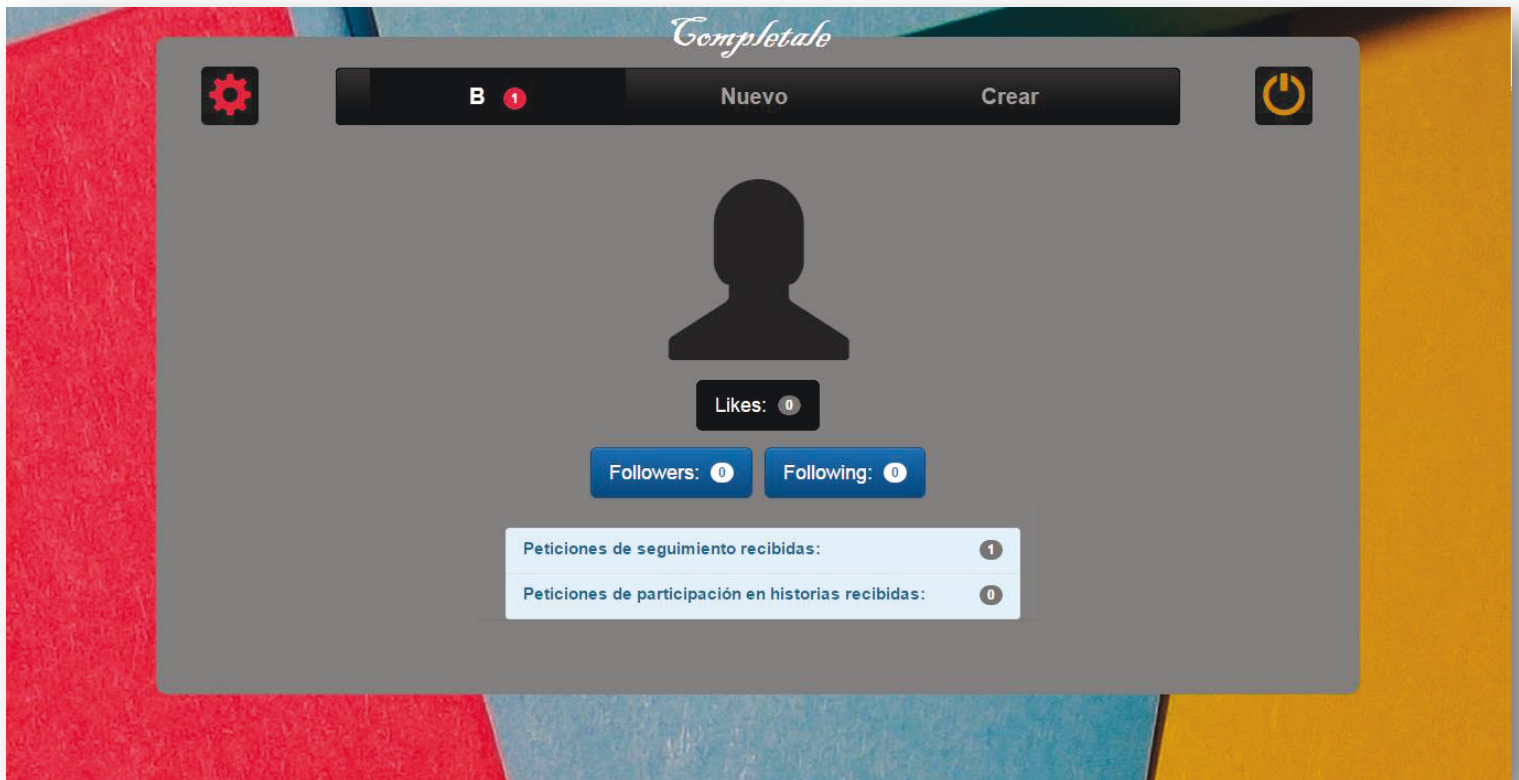 Completale
B 1 Nuevo Crear
Likes: 0
Followers: 0 Following: 0
Peticiones de seguimiento recibidas: 1
Peticiones de participación en historias recibidas: 0